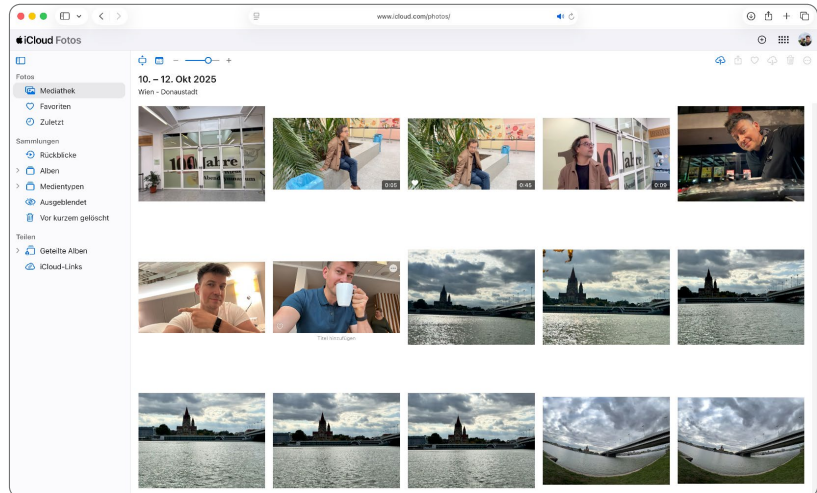 www.icloud.com/photos/
iCloud Fotos
Fotos
Mediathek
Favoriten
Zuletzt
Sammlungen
Rückblicke
Alben
Medientypen
Ausgeblendet
Vor kurzem gelöscht
Teilen
Geteilte Alben
iCloud-Links
10. – 12. Okt 2025
Wien - Donaustadt
100 Jahre
0:05
0:45
0:09
Titel hinzufügen